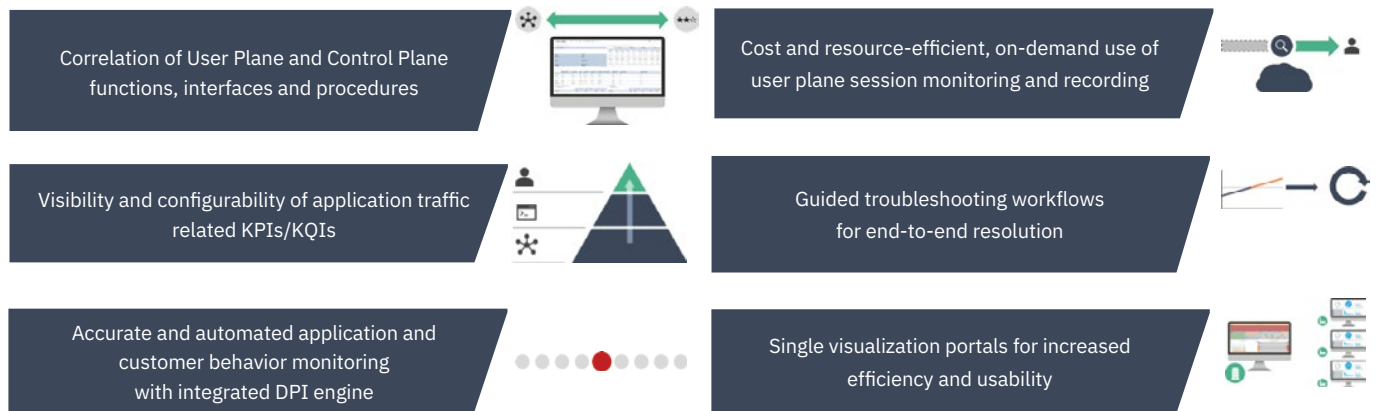 Correlation of User Plane and Control Plane
functions, interfaces and procedures
Cost and resource-efficient, on-demand use of
user plane session monitoring and recording
Visibility and configurability of application traffic
related KPIs/KQIs
Guided troubleshooting workflows
for end-to-end resolution
Accurate and automated application and
customer behavior monitoring
with integrated DPI engine
Single visualization portals for increased
efficiency and usability